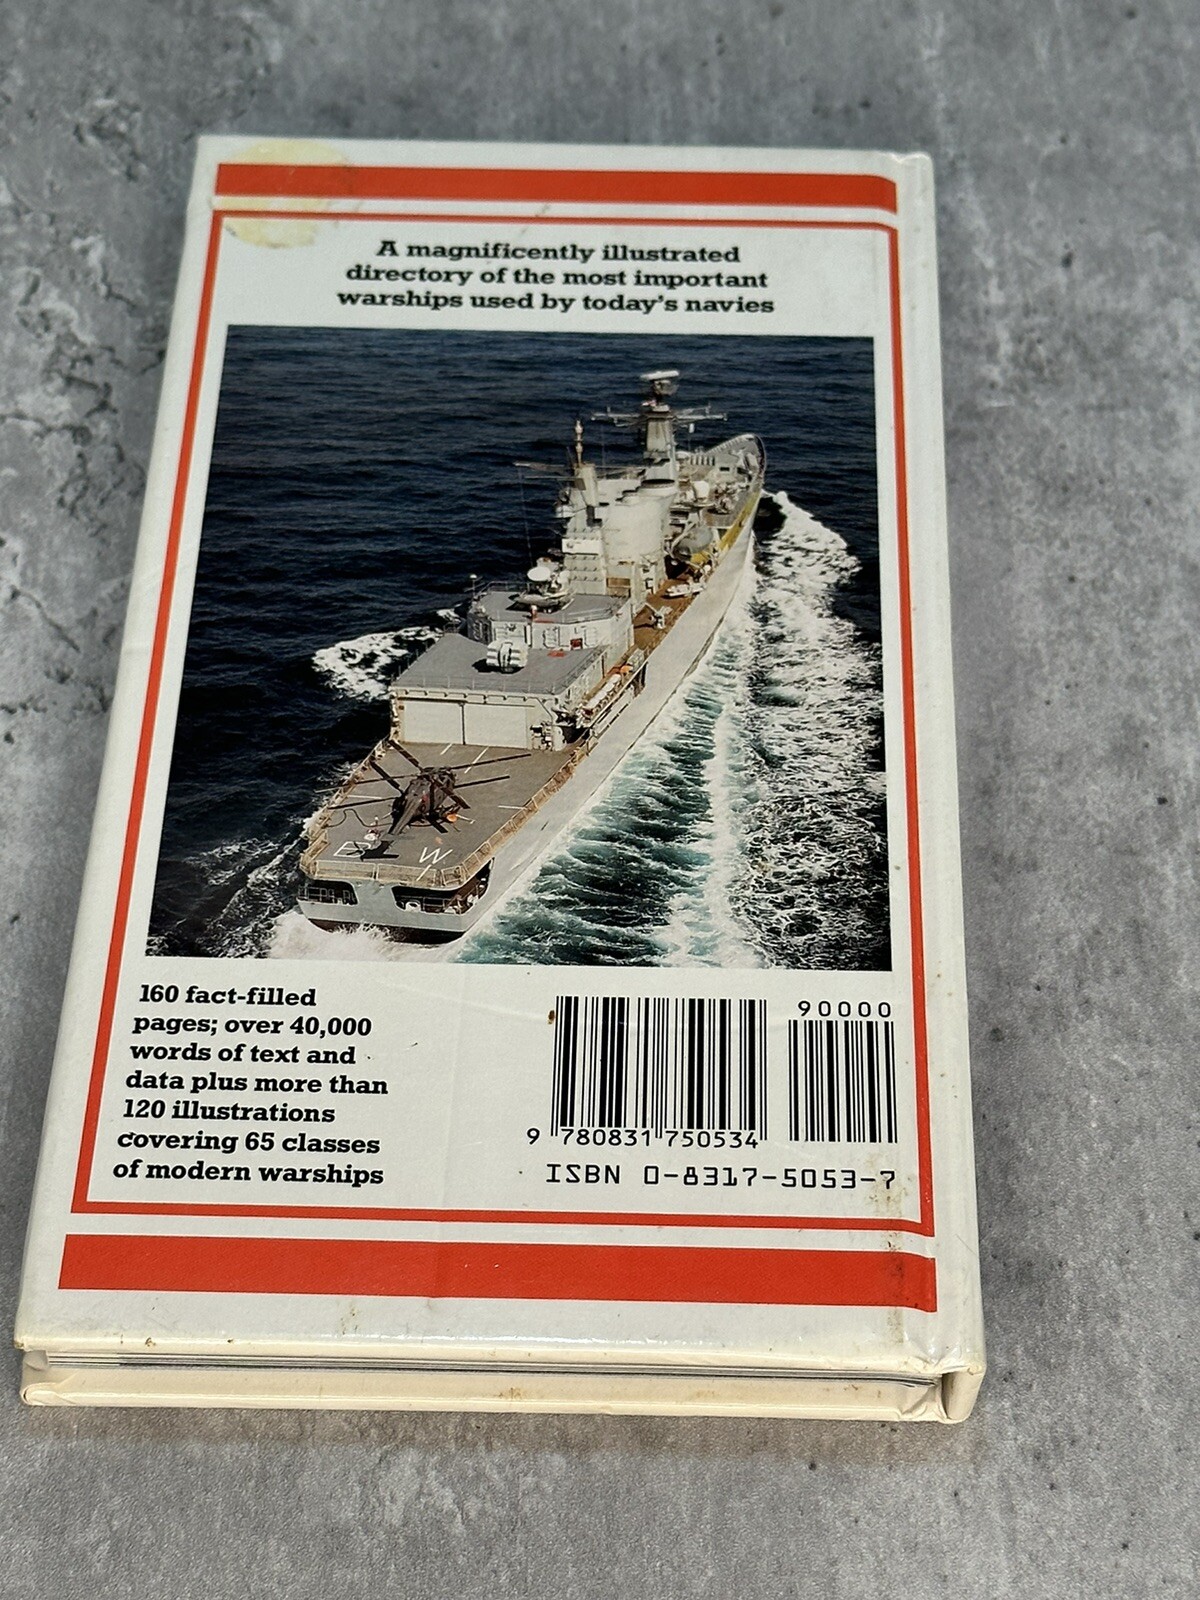 A magnificently illustrated
directory of the most important
warships used by today's navies
B W
160 fact-filled
pages; over 40,000
words of text and
data plus more than
120 illustrations
covering 65 classes
of modern warships
90000
9 780831 750534
ISBN 0-8317-5053-7